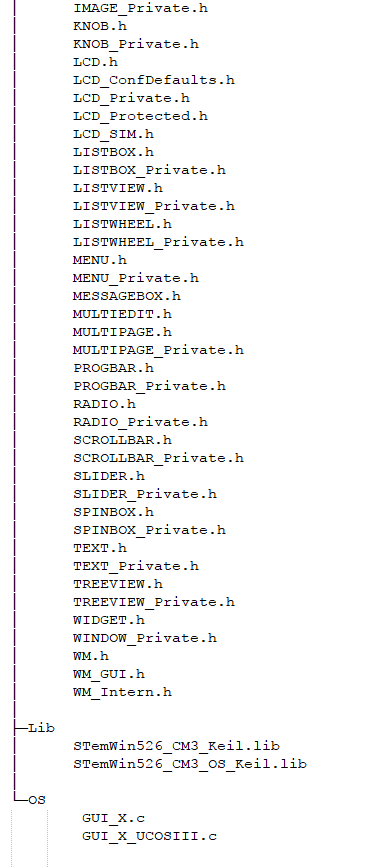 IMAGE_Private.h
KNOB.h
KNOB_Private.h
LCD.h
LCD_ConfDefaults.h
LCD_Private.h
LCD_Protected.h
LCD_SIM.h
LISTBOX.h
LISTBOX_Private.h
LISTVIEW.h
LISTVIEW_Private.h
LISTWHEEL.h
LISTWHEEL_Private.h
MENU.h
MENU_Private.h
MESSAGEBOX.h
MULTIEDIT.h
MULTIPAGE.h
MULTIPAGE_Private.h
PROGBAR.h
PROGBAR_Private.h
RADIO.h
RADIO_Private.h
SCROLLBAR.h
SCROLLBAR_Private.h
SLIDER.h
SLIDER_Private.h
SPINBOX.h
SPINBOX_Private.h
TEXT.h
TEXT_Private.h
TREEVIEW.h
TREEVIEW_Private.h
WIDGET.h
WINDOW_Private.h
WM.h
WM_GUI.h
WM_Intern.h
Lib
STemWin526_CM3_Keil.lib
STemWin526_CM3_OS_Keil.lib
OS
GUI_X.c
GUI_X_UCOSIII.c